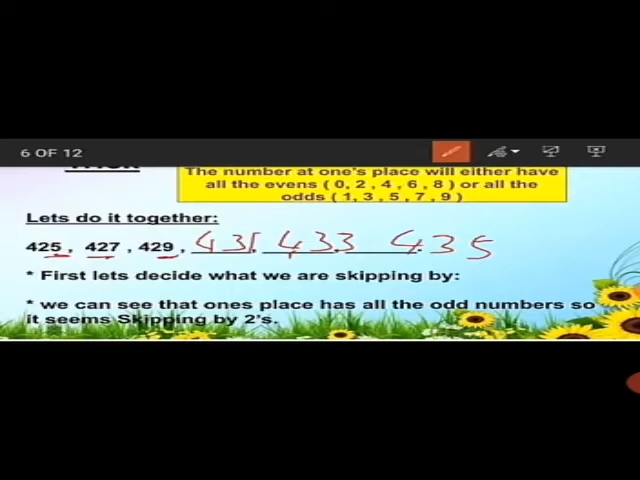 6 OF 12
The number at one's place will either have
all the evens ( 0, 2 , 4 , 6 , 8 ) or all the
odds ( 1, 3 , 5 , 7 , 9 )
Lets do it together:
425 , 427 , 429 , 431, 433 435
* First lets decide what we are skipping by:
* we can see that ones place has all the odd numbers so
it seems Skipping by 2's.